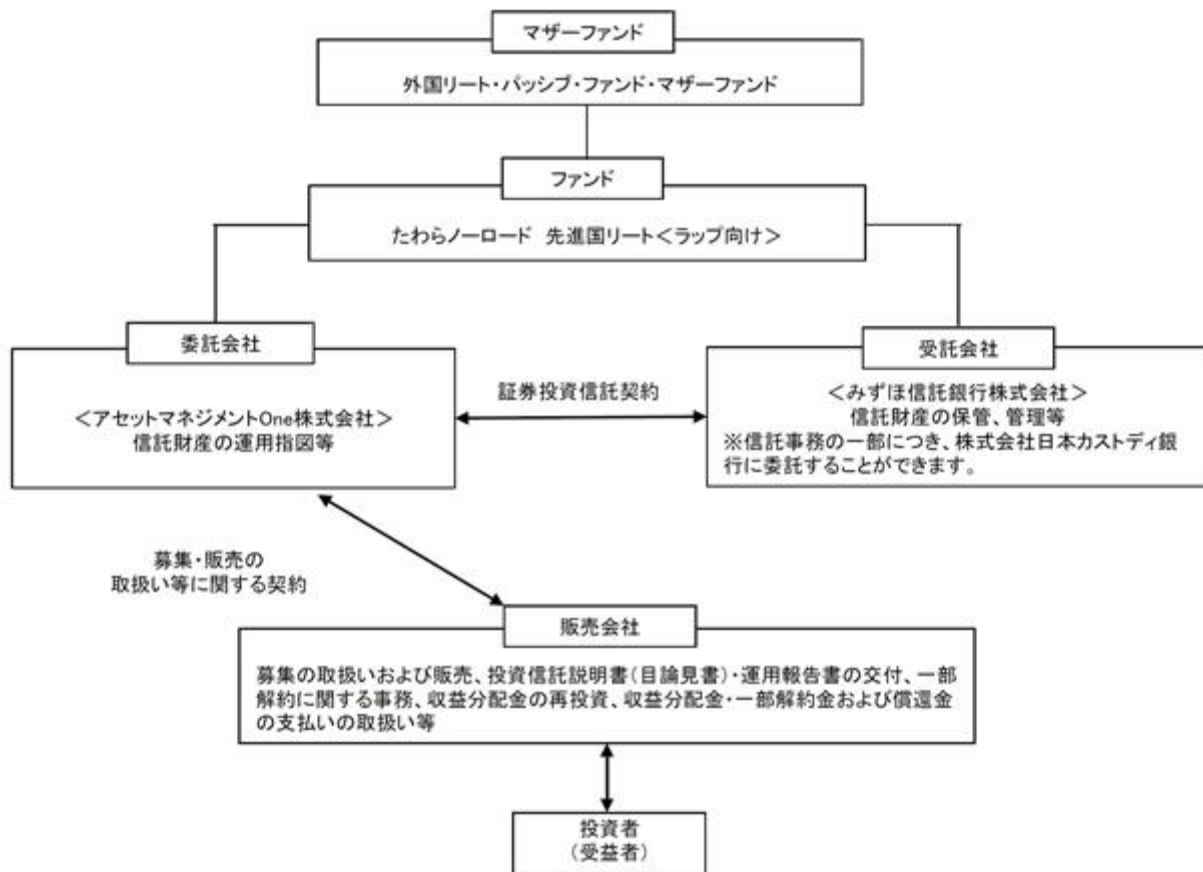 マザーファンド
外国リート・パッシブ・ファンド・マザーファンド
ファンド
たわらノーロード 先進国リート＜ラップ向け＞
委託会社
＜アセットマネジメントOne株式会社＞
信託財産の運用指図等
証券投資信託契約
受託会社
＜みずほ信託銀行株式会社＞
信託財産の保管、管理等
※信託事務の一部につき、株式会社日本カストディ銀
行に委託することができます。
募集・販売の
取扱い等に関する契約
販売会社
募集の取扱いおよび販売、投資信託説明書（目論見書）・運用報告書の交付、一部
解約に関する事務、収益分配金の再投資、収益分配金・一部解約金および償還金
の支払いの取扱い等
投資者
（受益者）